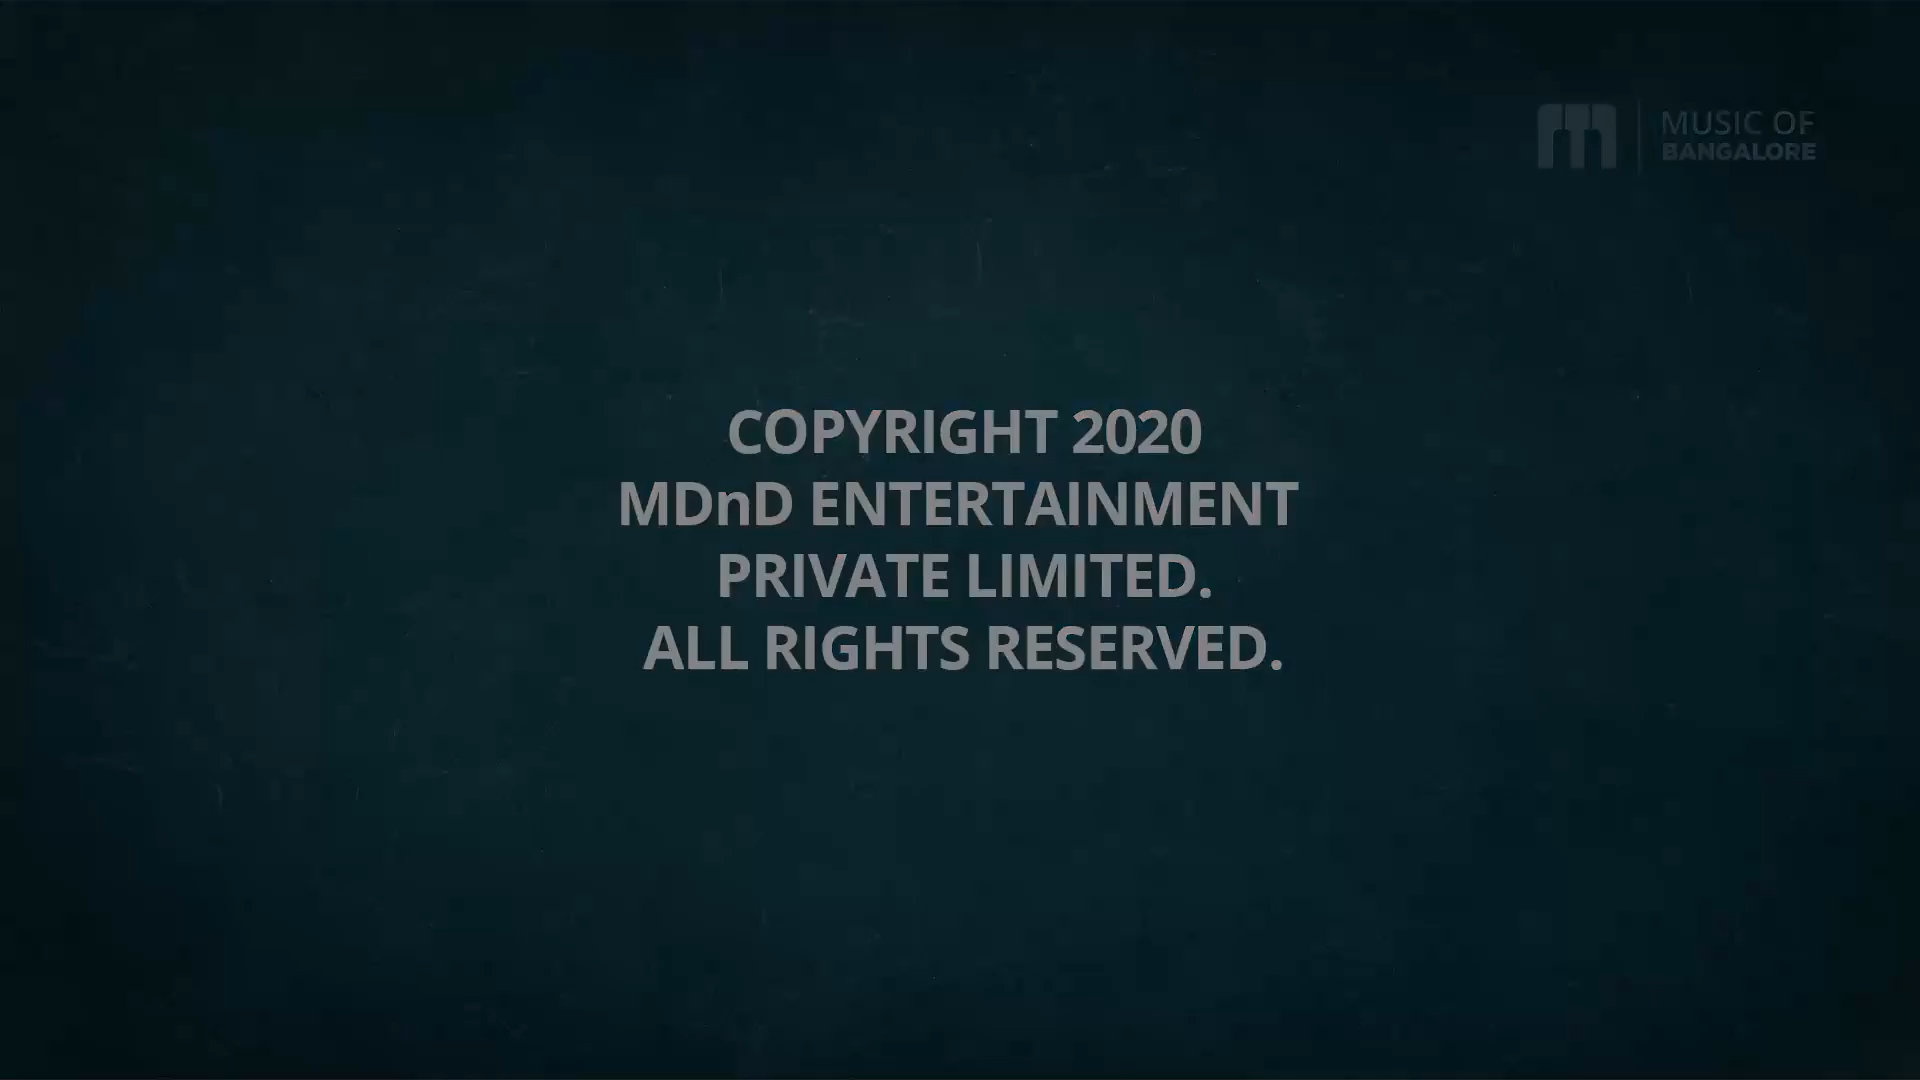 MUSIC OF
BANGALORE
COPYRIGHT 2020
MDnD ENTERTAINMENT
PRIVATE LIMITED.
ALL RIGHTS RESERVED.